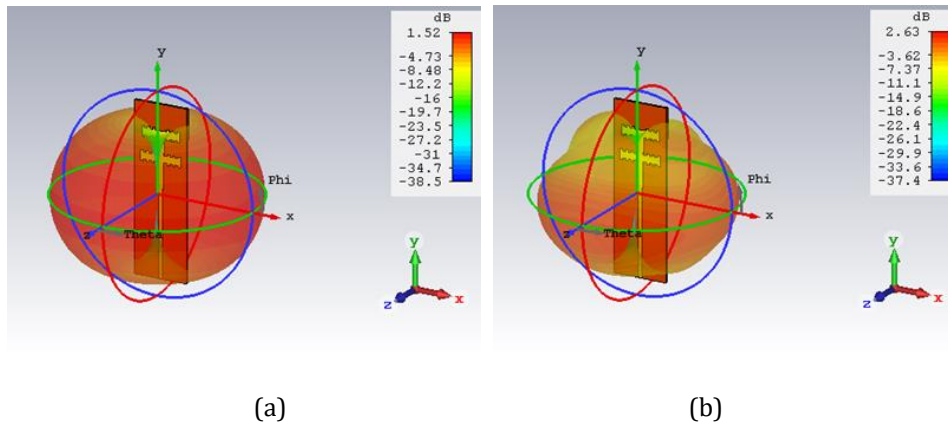 dB
1.52
-4.73
-8.48
-12.2
-16
-19.7
-23.5
-27.2
-31
-34.7
-38.5
y
Phi
x
z
Theta
y
z
x
(a)
dB
2.63
-3.62
-7.37
-11.1
-14.9
-18.6
-22.4
-26.1
-29.9
-33.6
-37.4
y
Phi
x
z
Theta
y
z
x
(b)